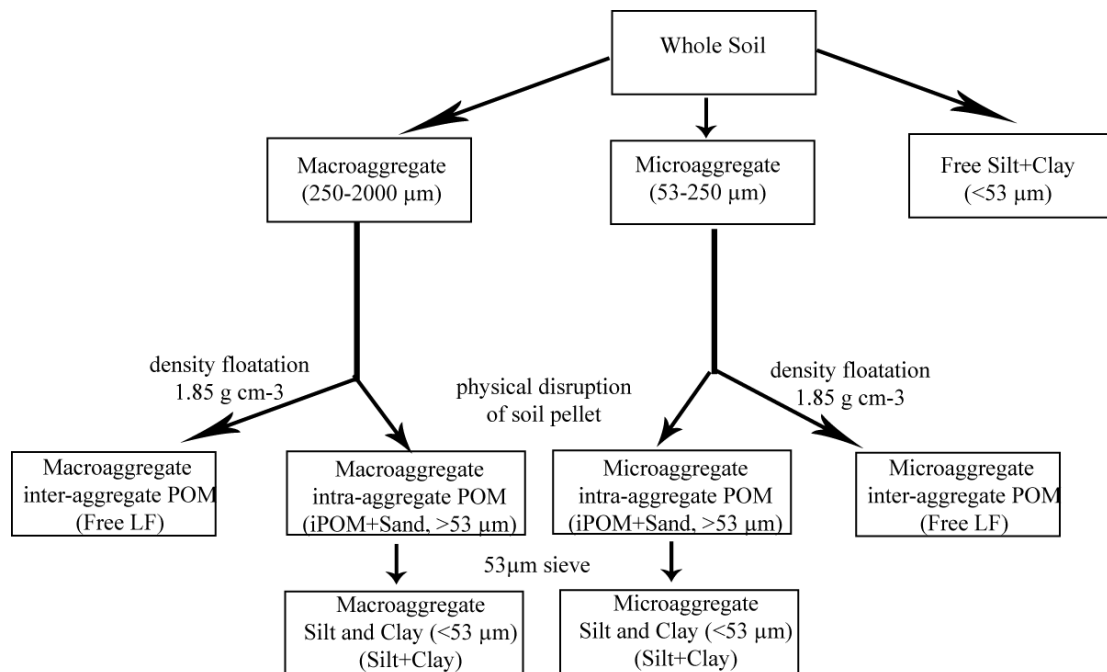 Whole Soil
Macroaggregate
(250-2000 µm)
Microaggregate
(53-250 µm)
Free Silt+Clay
(<53 µm)
density floatation
1.85 g cm-3
physical disruption
of soil pellet
density floatation
1.85 g cm-3
Macroaggregate
inter-aggregate POM
(Free LF)
Macroaggregate
intra-aggregate POM
(iPOM+Sand, >53 µm)
Microaggregate
intra-aggregate POM
(iPOM+Sand, >53 µm)
Microaggregate
inter-aggregate POM
(Free LF)
53µm sieve
Macroaggregate
Silt and Clay (<53 µm)
(Silt+Clay)
Microaggregate
Silt and Clay (<53 µm)
(Silt+Clay)